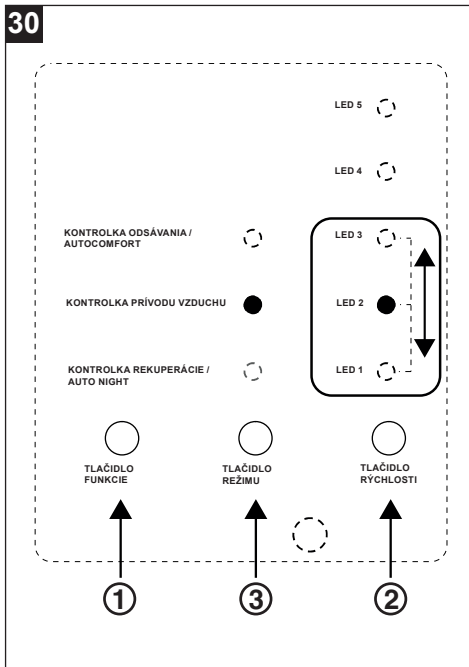 30
LED 5
LED 4
KONTROLKA ODSÁVANIA /
AUTOCOMFORT
LED 3
KONTROLKA PRÍVODU VZDUCHU
LED 2
KONTROLKA REKUPERÁCIE /
AUTO NIGHT
LED 1
TLAČIDLO
FUNKCIE
TLAČIDLO
REŽIMU
TLAČIDLO
RÝCHLOSTI
1
3
2